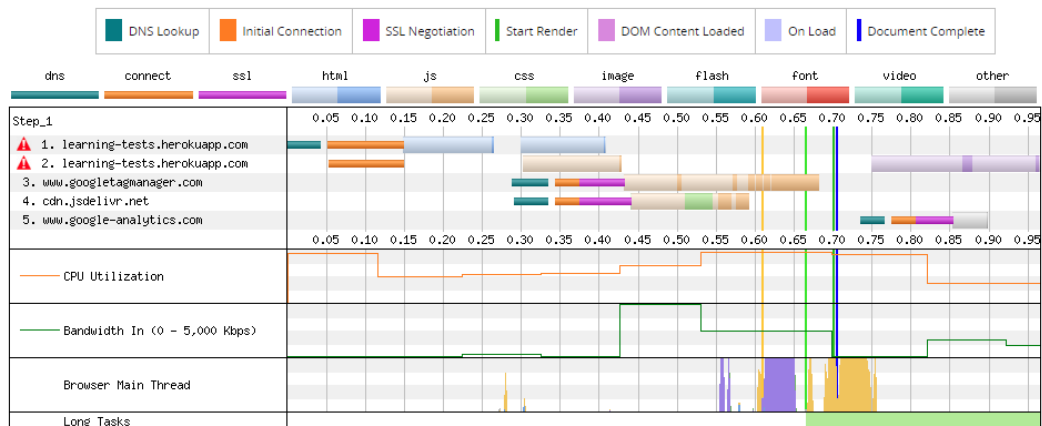 DNS Lookup Initial Connection SSL Negotiation Start Render DOM Content Loaded On Load Document Complete
dns connect ssl html js css image flash font video other
Step_1 0.05 0.10 0.15 0.20 0.25 0.30 0.35 0.40 0.45 0.50 0.55 0.60 0.65 0.70 0.75 0.80 0.85 0.90 0.95
1. learning-tests.herokuapp.com
2. learning-tests.herokuapp.com
3. www.googletagmanager.com
4. cdn.jsdelivr.net
5. www.google-analytics.com
0.05 0.10 0.15 0.20 0.25 0.30 0.35 0.40 0.45 0.50 0.55 0.60 0.65 0.70 0.75 0.80 0.85 0.90 0.95
CPU Utilization
Bandwidth In (0 - 5,000 Kbps)
Browser Main Thread
Long Tasks